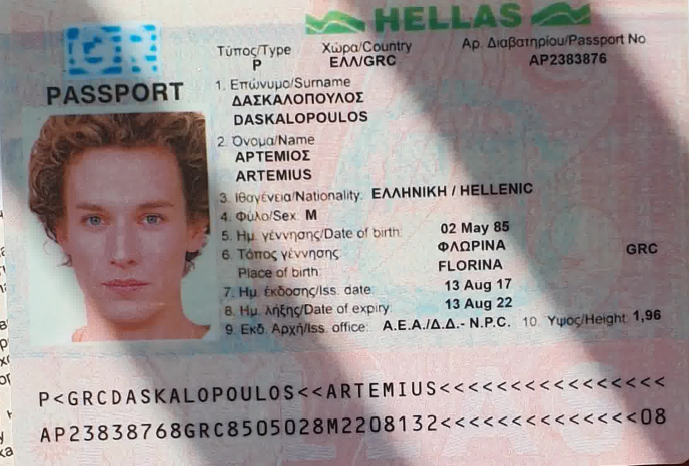 HELLAS
GR
PASSPORT
Τύπος/Type Χώρα/Country Αρ. Διαβατηρίου/Passport No
P ΕΛΛ/GRC AP2383876
1. Επώνυμο/Surname
ΔΑΣΚΑΛΟΠΟΥΛΟΣ
DASKALOPOULOS
2. Όνομα/Name
ΑΡΤΕΜΙΟΣ
ARTEMIUS
3. Ιθαγένεια/Nationality: ΕΛΛΗΝΙΚΗ / HELLENIC
4. Φύλο/Sex M
5. Ημ. γέννησης/Date of birth: 02 May 85
6. Τόπος γέννησης ΦΛΩΡΙΝΑ GRC
Place of birth: FLORINA
7. Ημ. έκδοσης/Iss. date: 13 Aug 17
8. Ημ. λήξης/Date of expiry: 13 Aug 22
9. Εκδ. Αρχή/Iss. office: Α.Ε.Α./Δ.Δ.- N.P.C. 10. Υψος/Height: 1,96
P<GRCDASKALOPOULOS<<ARTEMIUS<<<<<<<<<<<<<<<<
AP23838768GRC8505028M2208132<<<<<<<<<<<<<<08